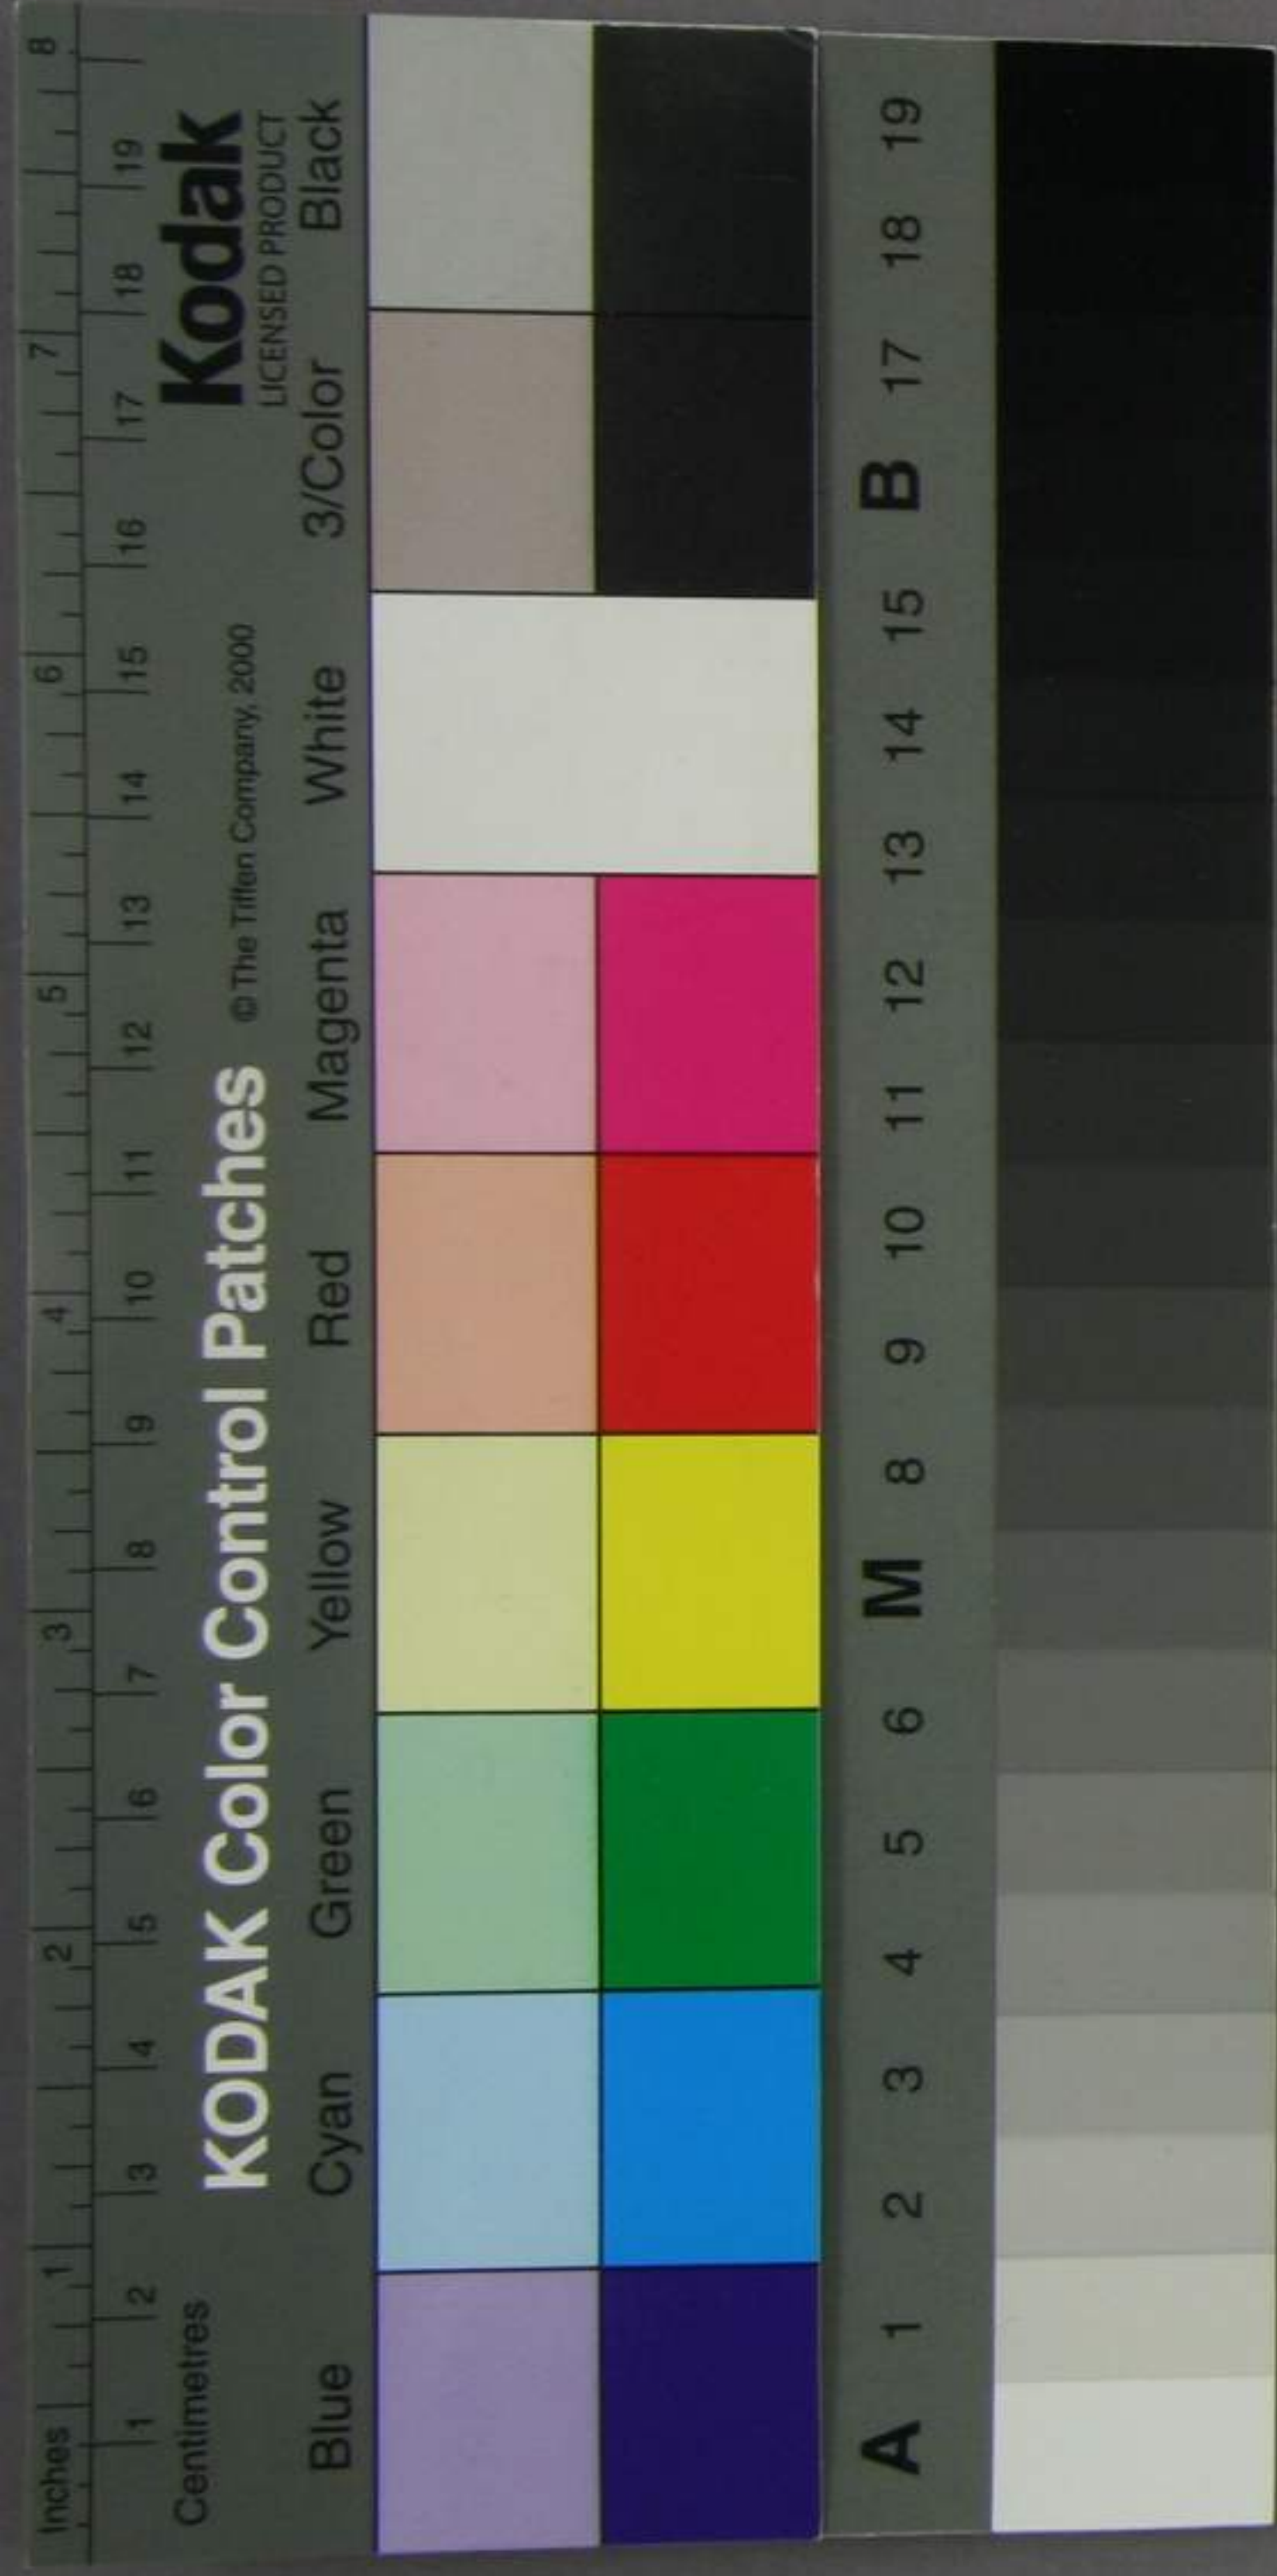 Inches 1 2 3 4 5 6 7 8
1 2 3 4 5 6 7 8 9 10 11 12 13 14 15 16 17 18 19
Centimetres
KODAK Color Control Patches © The Tiffen Company, 2000 Kodak
LICENSED PRODUCT
Blue Cyan Green Yellow Red Magenta White 3/Color Black
A 1 2 3 4 5 6 M 8 9 10 11 12 13 14 15 B 17 18 19